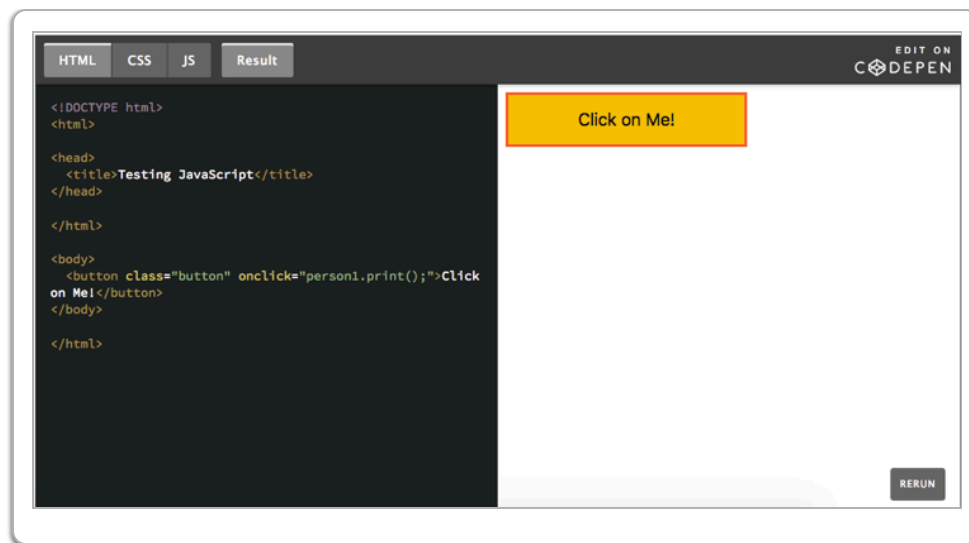 HTML CSS JS Result
EDIT ON
CODEPEN
<!DOCTYPE html>
<html>
<head>
<title>Testing JavaScript</title>
</head>
</html>
<body>
<button class="button" onclick="person1.print();">Click
on Me!</button>
</body>
</html>
Click on Me!
RERUN